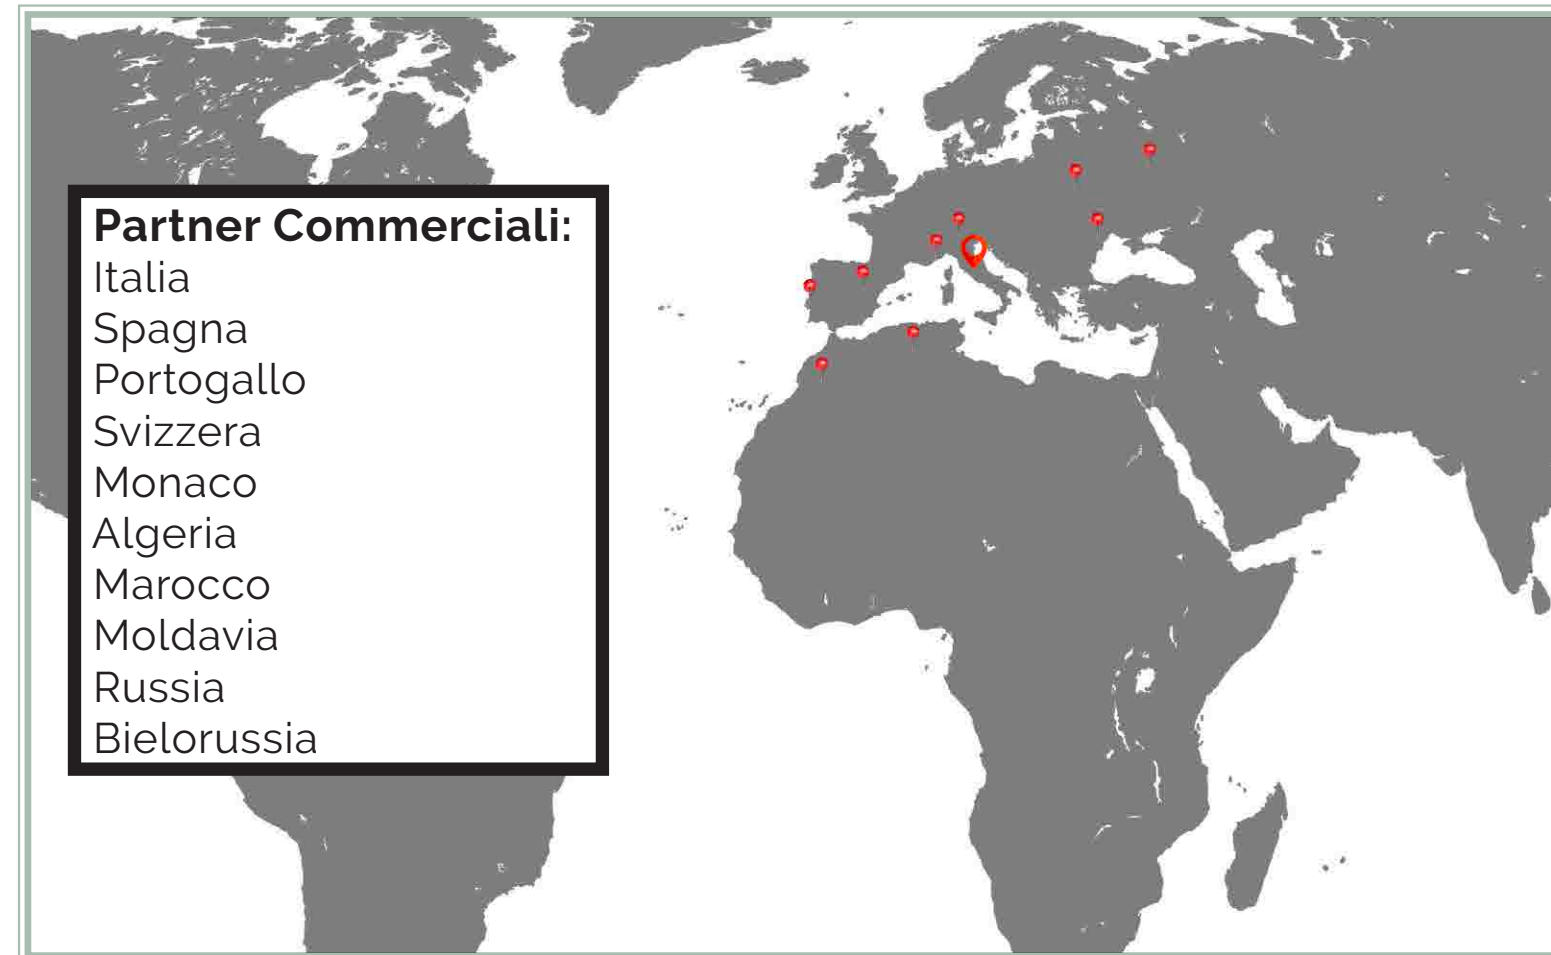 Partner Commerciali:
Italia
Spagna
Portogallo
Svizzera
Monaco
Algeria
Marocco
Moldavia
Russia
Bielorussia